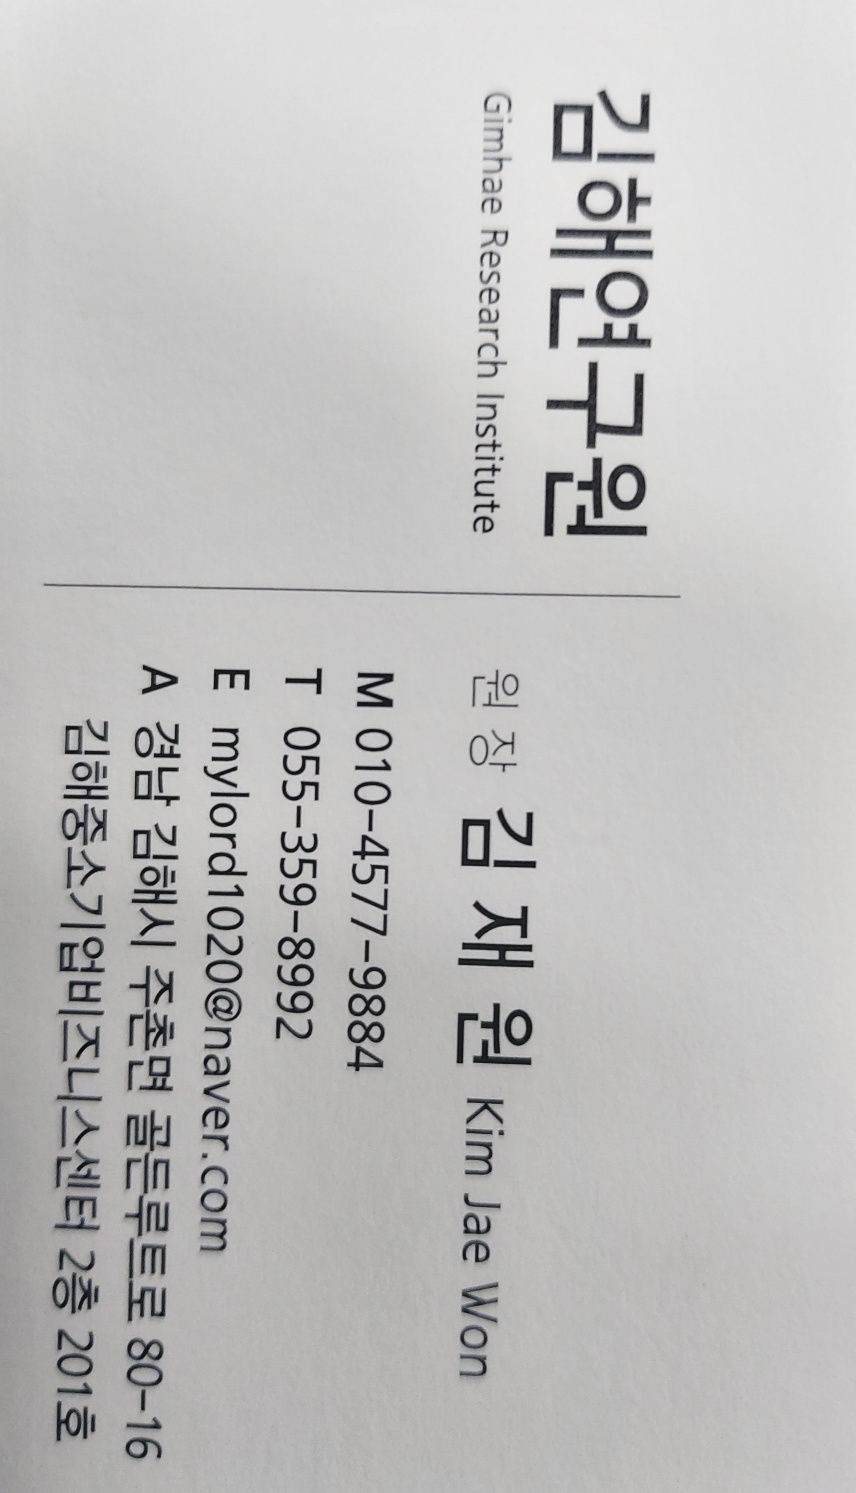 김해연구원
Gimhae Research Institute
원 장 김 재 원 Kim Jae Won
M 010-4577-9884
T 055-359-8992
E mylord1020@naver.com
A 경남 김해시 주촌면 골든루트로 80-16
김해중소기업비즈니스센터 2층 201호